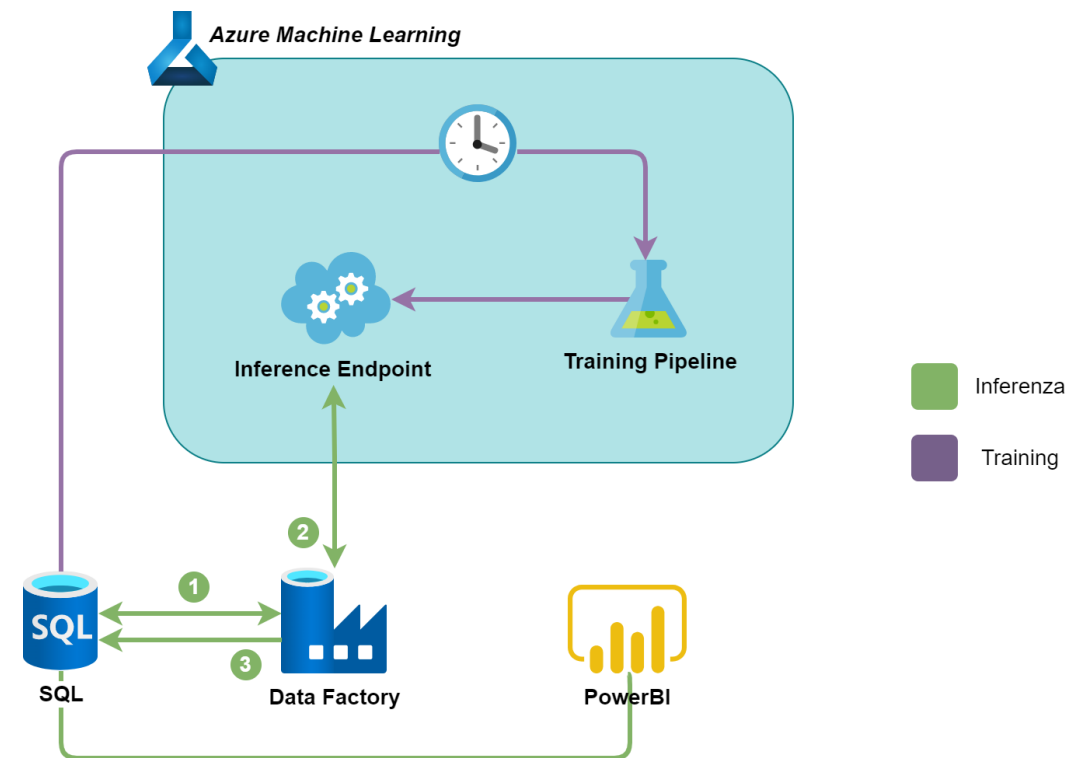 Azure Machine Learning
Inference Endpoint
Training Pipeline
Inferenza
Training
2
1
SQL
3
SQL
Data Factory
PowerBI